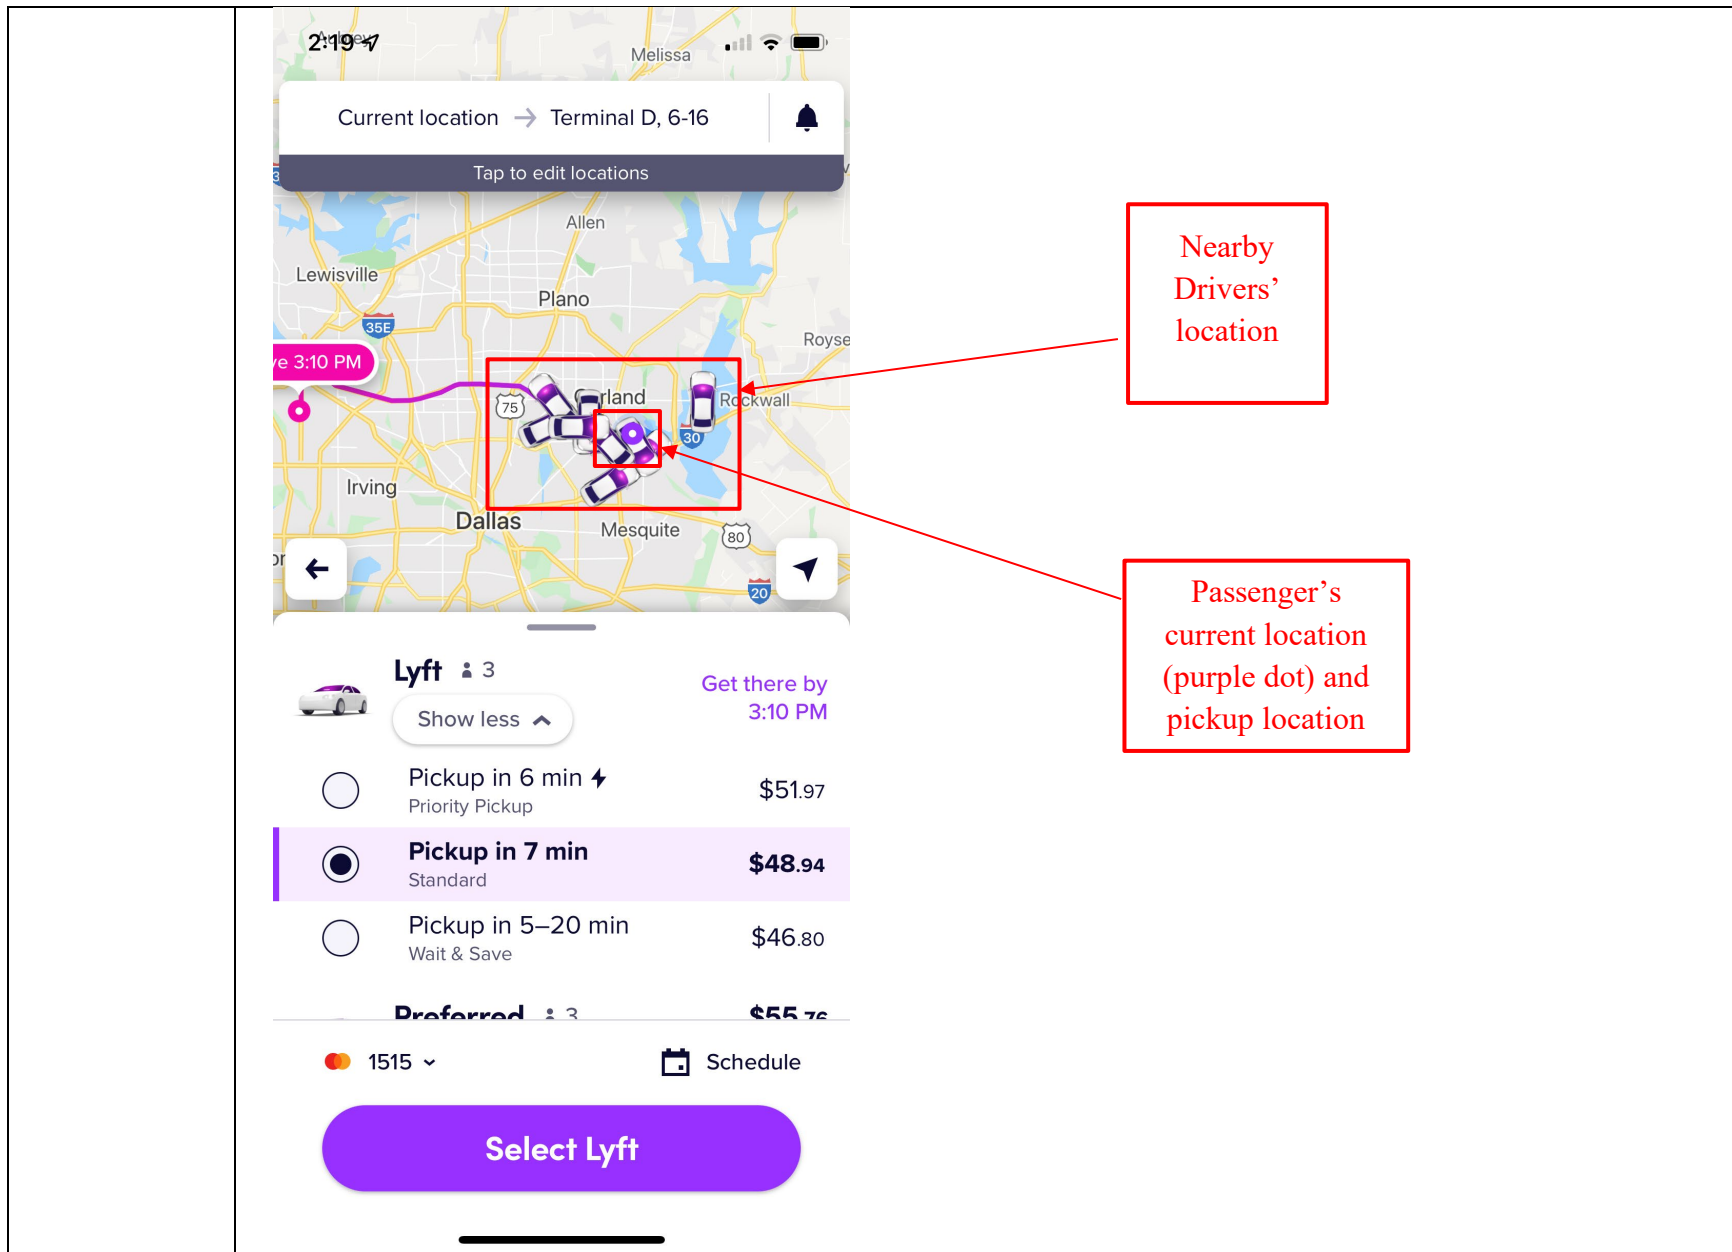 2:19
Melissa
Current location → Terminal D, 6-16
Tap to edit locations
Allen
Lewisville
Plano
35E
Royse
ve 3:10 PM
75
rland
Rockwall
30
Irving
Dallas
Mesquite
80
20
Lyft 3
Show less
Get there by
3:10 PM
Pickup in 6 min
Priority Pickup
$51.97
Pickup in 7 min
Standard
$48.94
Pickup in 5–20 min
Wait & Save
$46.80
Preferred 3
$55.76
1515
Schedule
Select Lyft
Nearby
Drivers’
location
Passenger’s
current location
(purple dot) and
pickup location